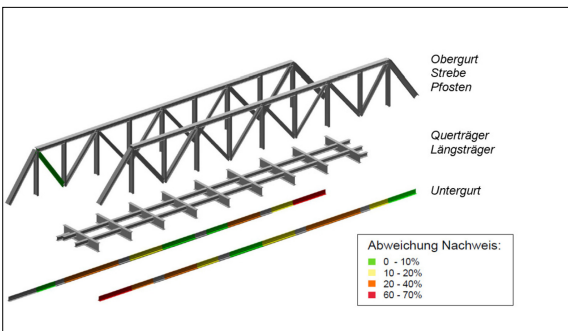 Obergurt
Strebe
Pfosten
Querträger
Längsträger
Untergurt
Abweichung Nachweis:
0 - 10%
10 - 20%
20 - 40%
60 - 70%